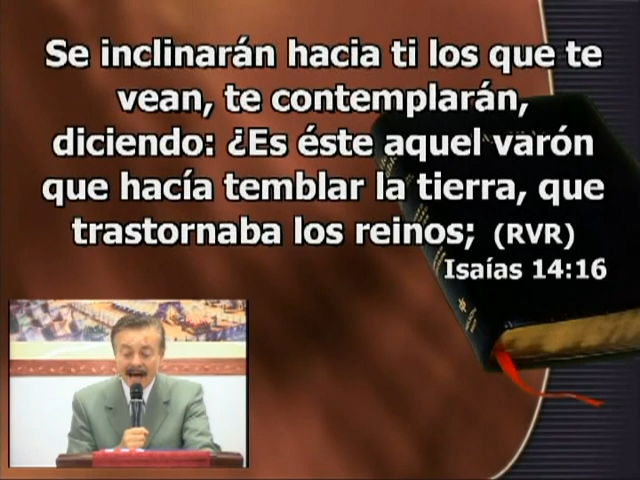 Se inclinarán hacia ti los que te
vean, te contemplarán,
diciendo: ¿Es éste aquel varón
que hacía temblar la tierra, que
trastornaba los reinos; (RVR)
Isaías 14:16